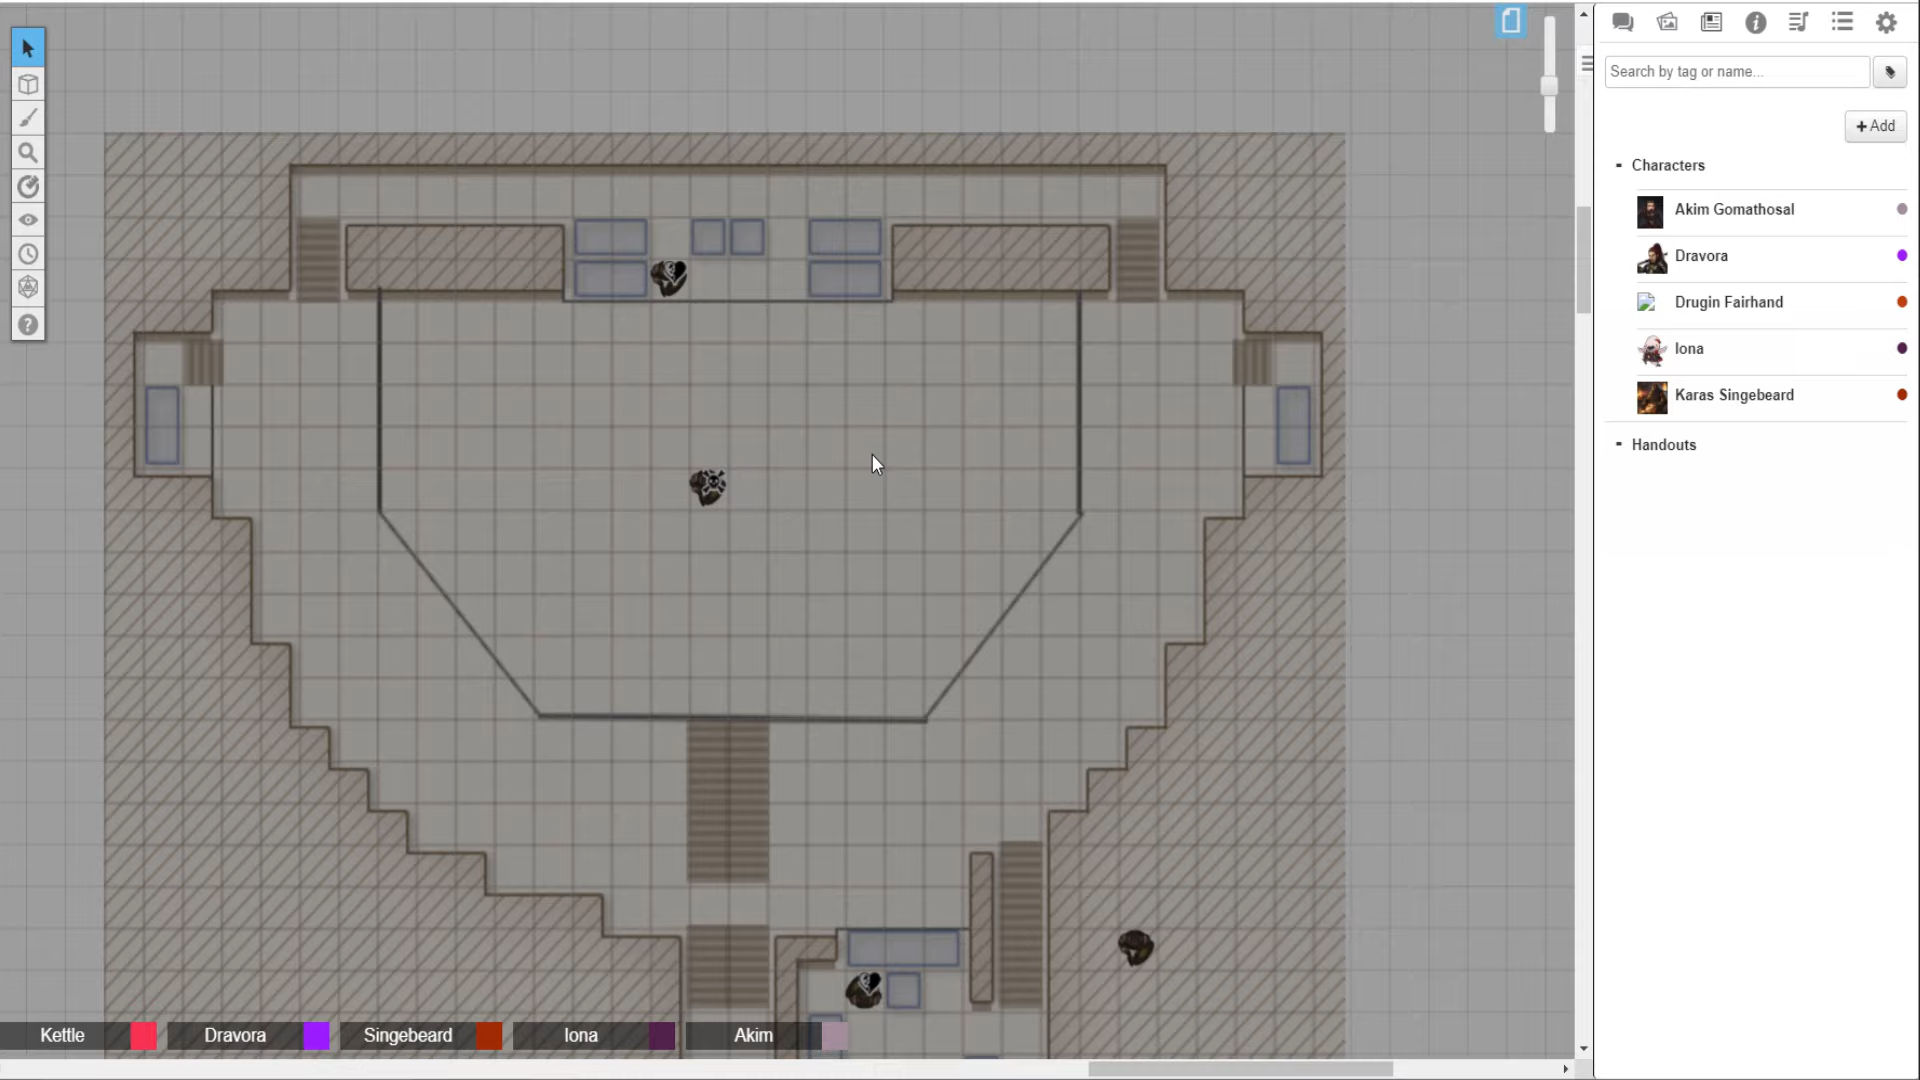 Search by tag or name...
+ Add
Characters
Akim Gomathosal
Dravora
Drugin Fairhand
Iona
Karas Singebeard
Handouts
Kettle
Dravora
Singebeard
Iona
Akim